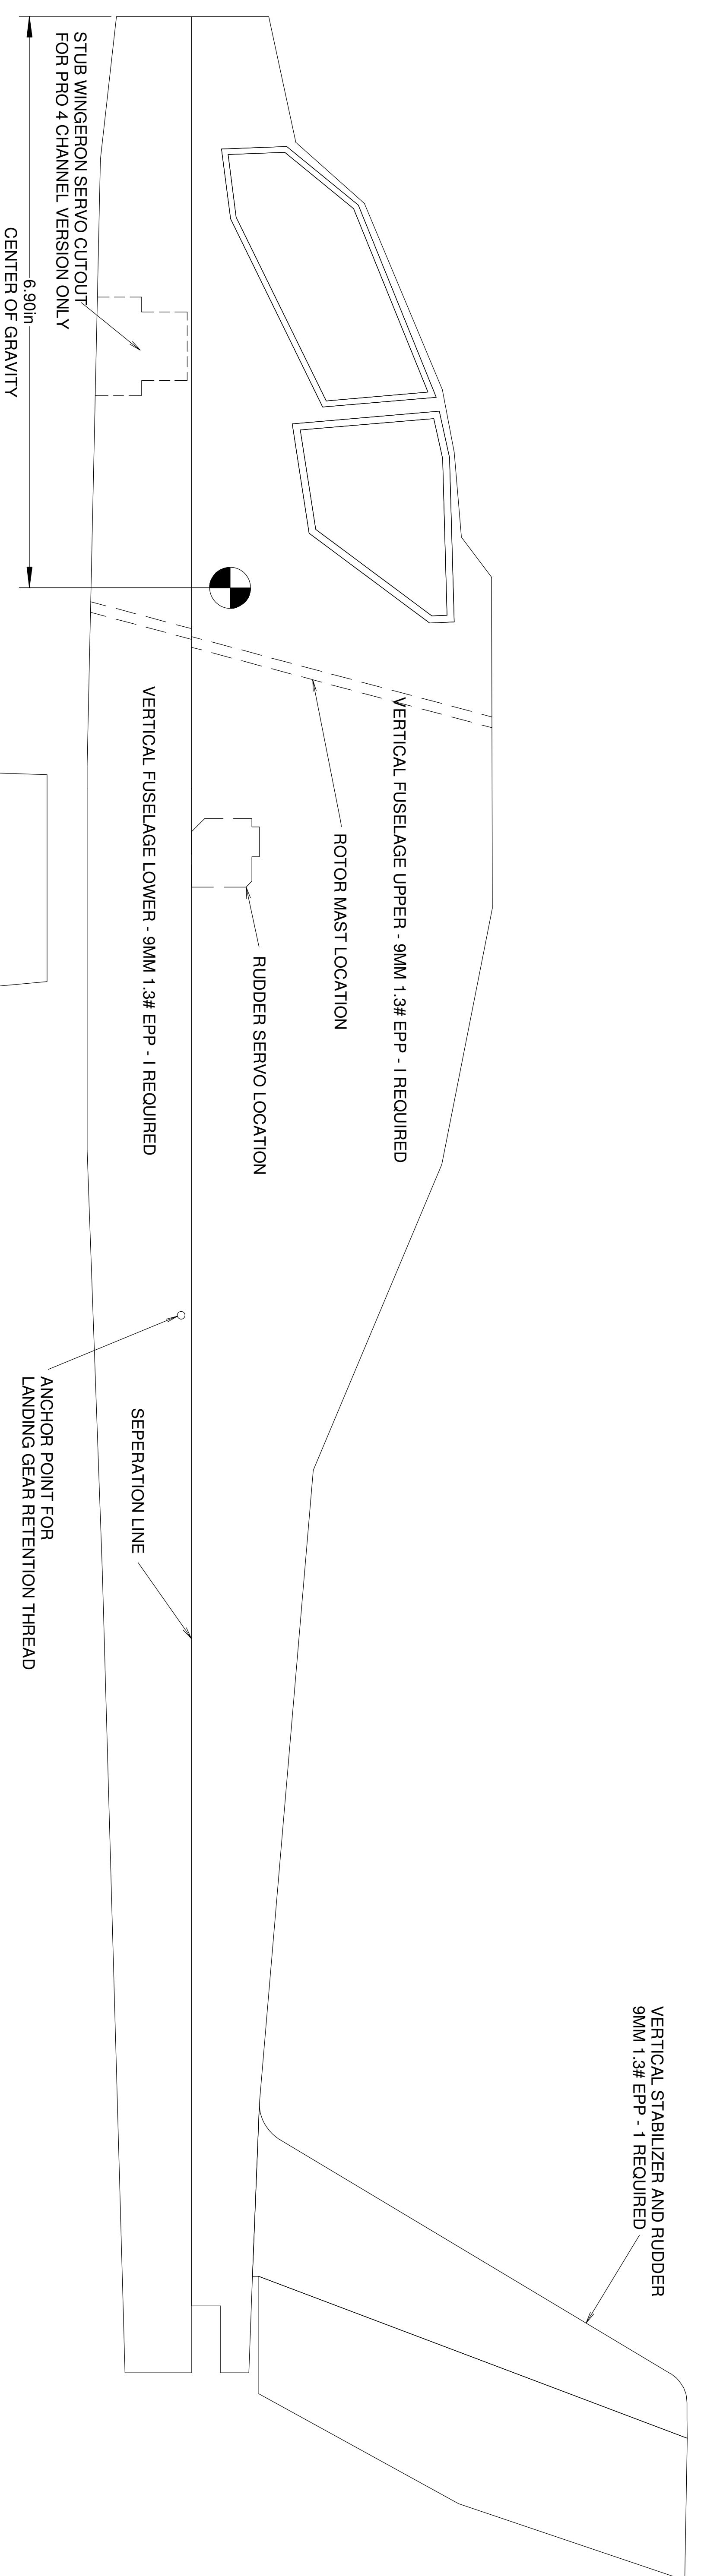 VERTICAL STABILIZER AND RUDDER
9MM 1.3# EPP - 1 REQUIRED
VERTICAL FUSELAGE UPPER - 9MM 1.3# EPP - I REQUIRED
ROTOR MAST LOCATION
RUDDER SERVO LOCATION
VERTICAL FUSELAGE LOWER - 9MM 1.3# EPP - I REQUIRED
SEPERATION LINE
STUB WINGERON SERVO CUTOUT
FOR PRO 4 CHANNEL VERSION ONLY
ANCHOR POINT FOR
LANDING GEAR RETENTION THREAD
6.90in
CENTER OF GRAVITY